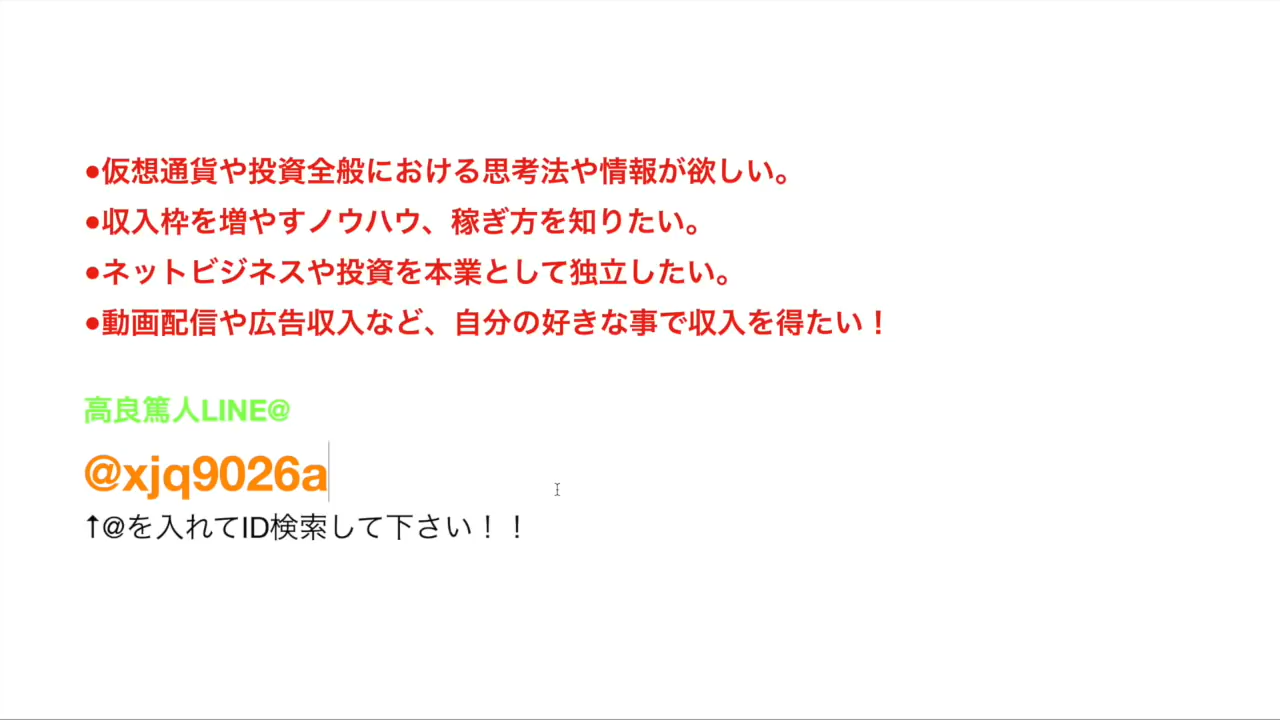 ●仮想通貨や投資全般における思考法や情報が欲しい。
●収入枠を増やすノウハウ、稼ぎ方を知りたい。
●ネットビジネスや投資を本業として独立したい。
●動画配信や広告収入など、自分の好きな事で収入を得たい！
高良篤人LINE@
@xjq9026a
↑@を入れてID検索して下さい！！